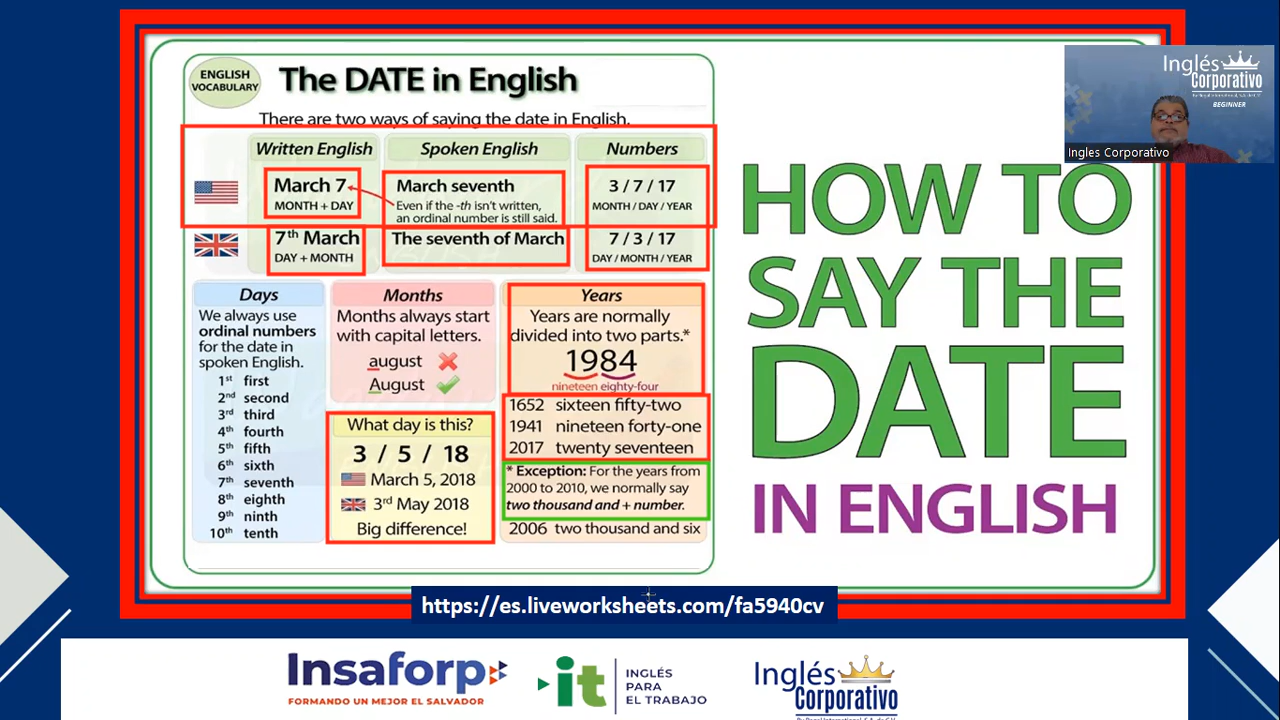 ENGLISH
VOCABULARY
The DATE in English
There are two ways of saying the date in English.
Written English
Spoken English
Numbers
March 7
MONTH + DAY
March seventh
Even if the -th isn't written,
an ordinal number is still said.
3 / 7 / 17
MONTH / DAY / YEAR
7th March
DAY + MONTH
The seventh of March
7 / 3 / 17
DAY / MONTH / YEAR
Days
We always use
ordinal numbers
for the date in
spoken English.
1st first
2nd second
3rd third
4th fourth
5th fifth
6th sixth
7th seventh
8th eighth
9th ninth
10th tenth
Months
Months always start
with capital letters.
august
August
What day is this?
3 / 5 / 18
March 5, 2018
3rd May 2018
Big difference!
Years
Years are normally
divided into two parts.*
1984
nineteen eighty-four
1652 sixteen fifty-two
1941 nineteen forty-one
2017 twenty seventeen
* Exception: For the years from
2000 to 2010, we normally say
two thousand and + number.
2006 two thousand and six
HOW TO
SAY THE
DATE
IN ENGLISH
Inglés
Corporativo
BEGINNER
Ingles Corporativo
https://es.liveworksheets.com/fa5940cv
Insaforp
FORMANDO UN MEJOR EL SALVADOR
it
INGLÉS
PARA
EL TRABAJO
Inglés
Corporativo